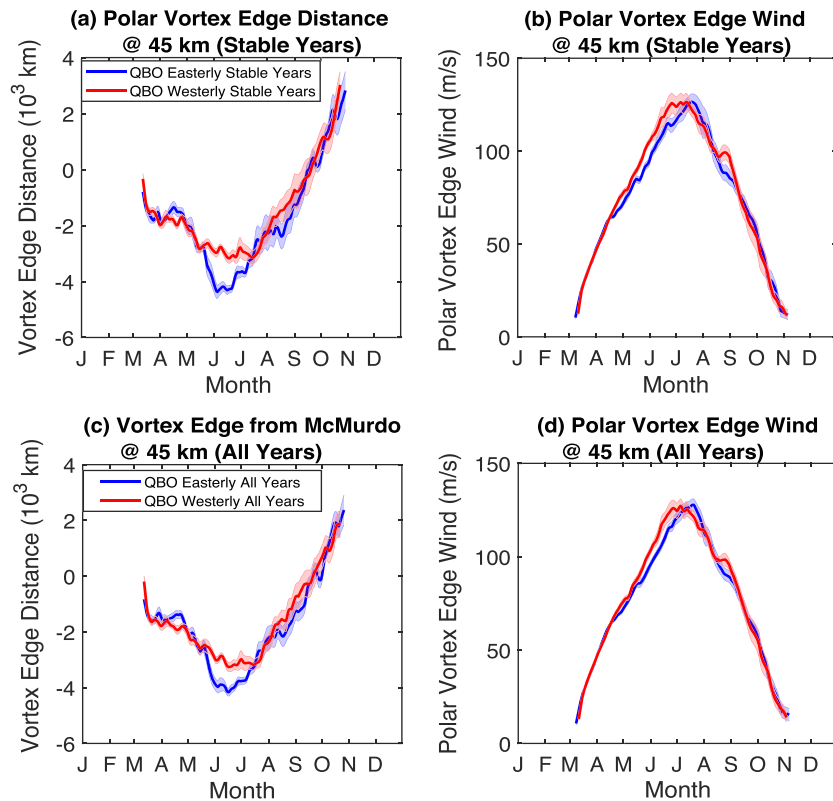 (a) Polar Vortex Edge Distance
@ 45 km (Stable Years)
4
2
0
-2
-4
-6
Vortex Edge Distance (10³ km)
QBO Easterly Stable Years
QBO Westerly Stable Years
J F M A M J J A S O N D
Month
(b) Polar Vortex Edge Wind
@ 45 km (Stable Years)
150
100
50
0
Polar Vortex Edge Wind (m/s)
J F M A M J J A S O N D
Month
(c) Vortex Edge from McMurdo
@ 45 km (All Years)
4
2
0
-2
-4
-6
Vortex Edge Distance (10³ km)
QBO Easterly All Years
QBO Westerly All Years
J F M A M J J A S O N D
Month
(d) Polar Vortex Edge Wind
@ 45 km (All Years)
150
100
50
0
Polar Vortex Edge Wind (m/s)
J F M A M J J A S O N D
Month